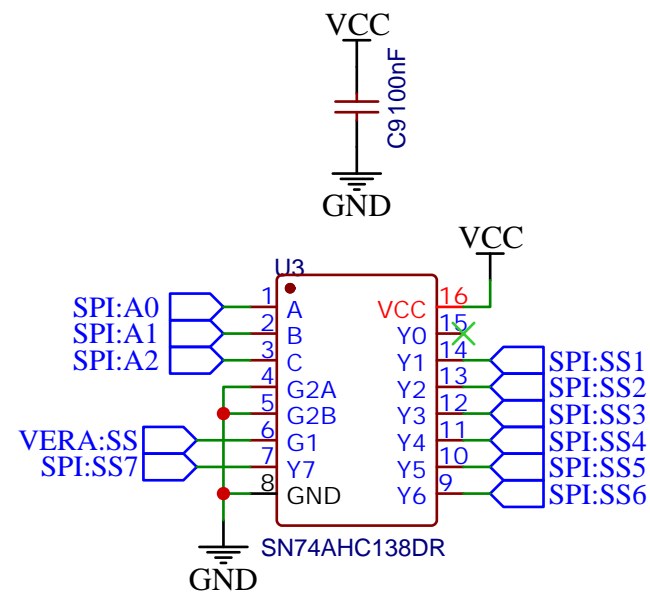 VCC
C9 100nF
GND
VCC
U3
SPI:A0 1 A VCC 16
SPI:A1 2 B Y0 15
SPI:A2 3 C Y1 14 SPI:SS1
4 G2A Y2 13 SPI:SS2
5 G2B Y3 12 SPI:SS3
VERA:SS 6 G1 Y4 11 SPI:SS4
SPI:SS7 7 Y7 Y5 10 SPI:SS5
8 GND Y6 9 SPI:SS6
SN74AHC138DR
GND